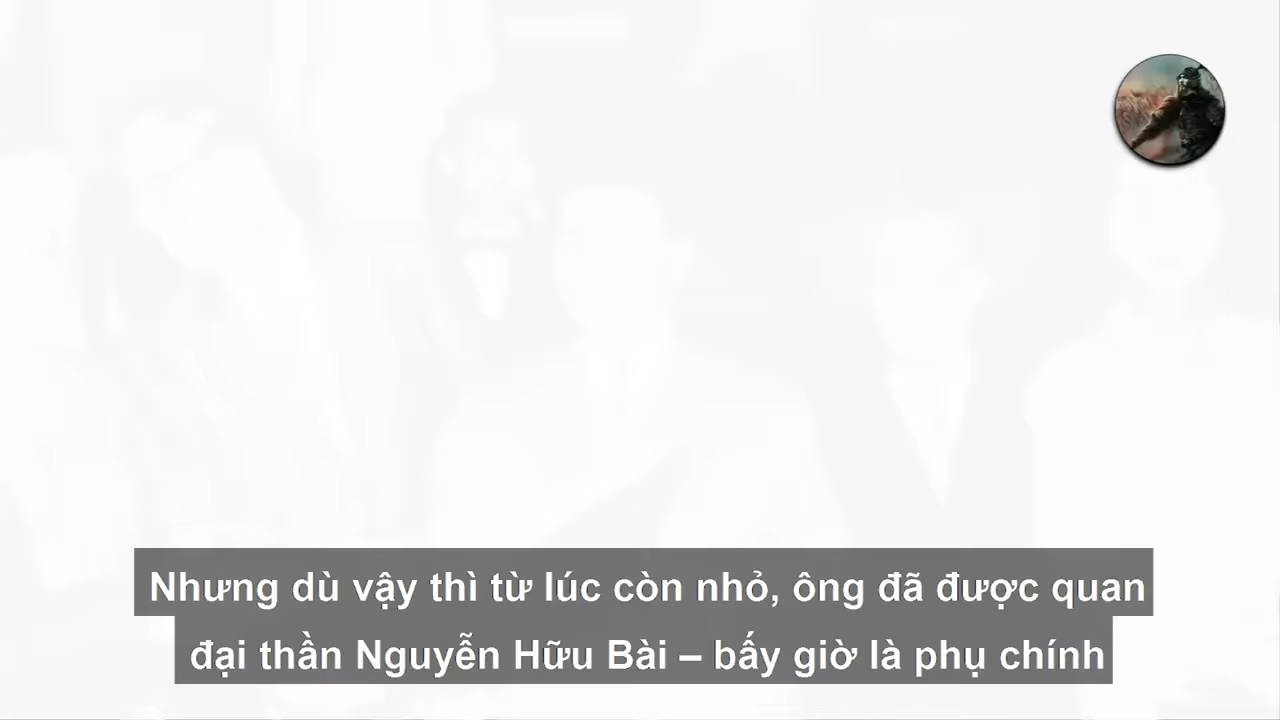 Nhưng dù vậy thì từ lúc còn nhỏ, ông đã được quan
đại thần Nguyễn Hữu Bài – bấy giờ là phụ chính